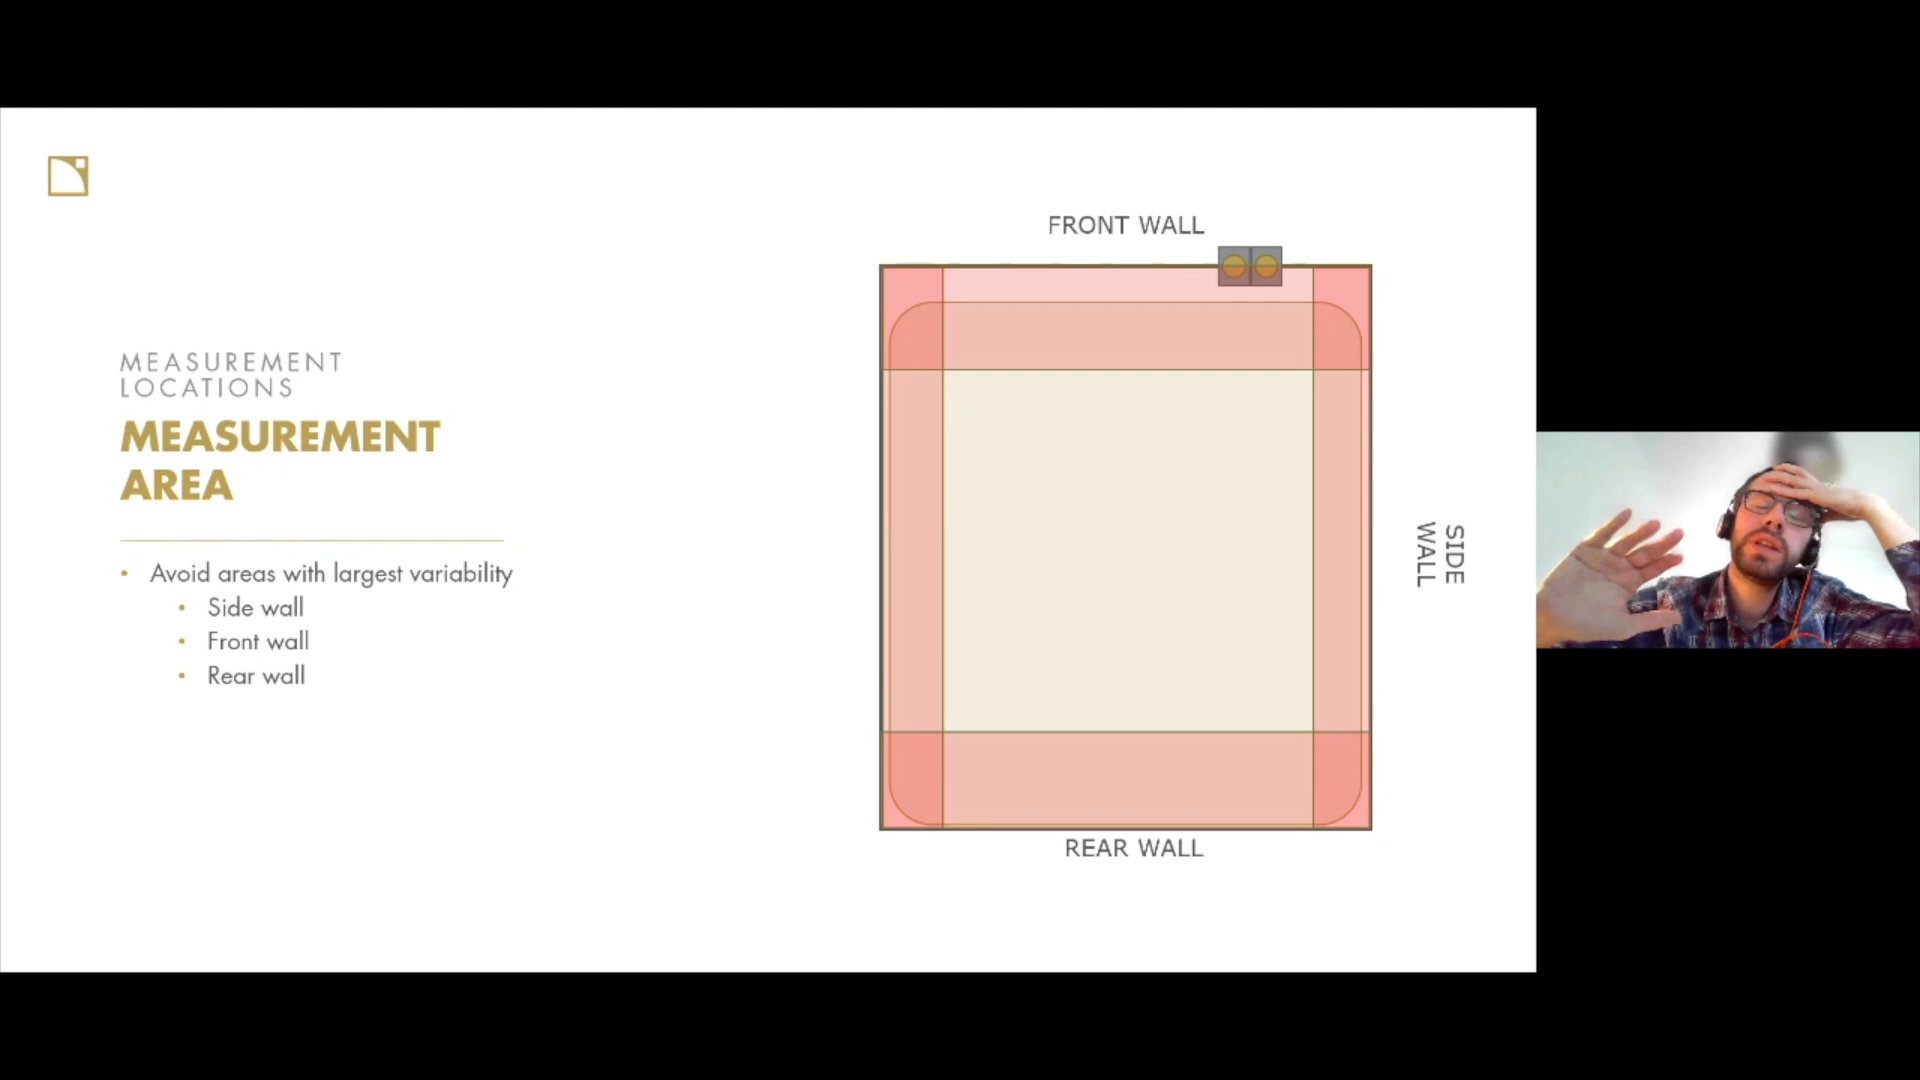 MEASUREMENT
LOCATIONS
MEASUREMENT
AREA
• Avoid areas with largest variability
• Side wall
• Front wall
• Rear wall
FRONT WALL
SIDE
WALL
REAR WALL